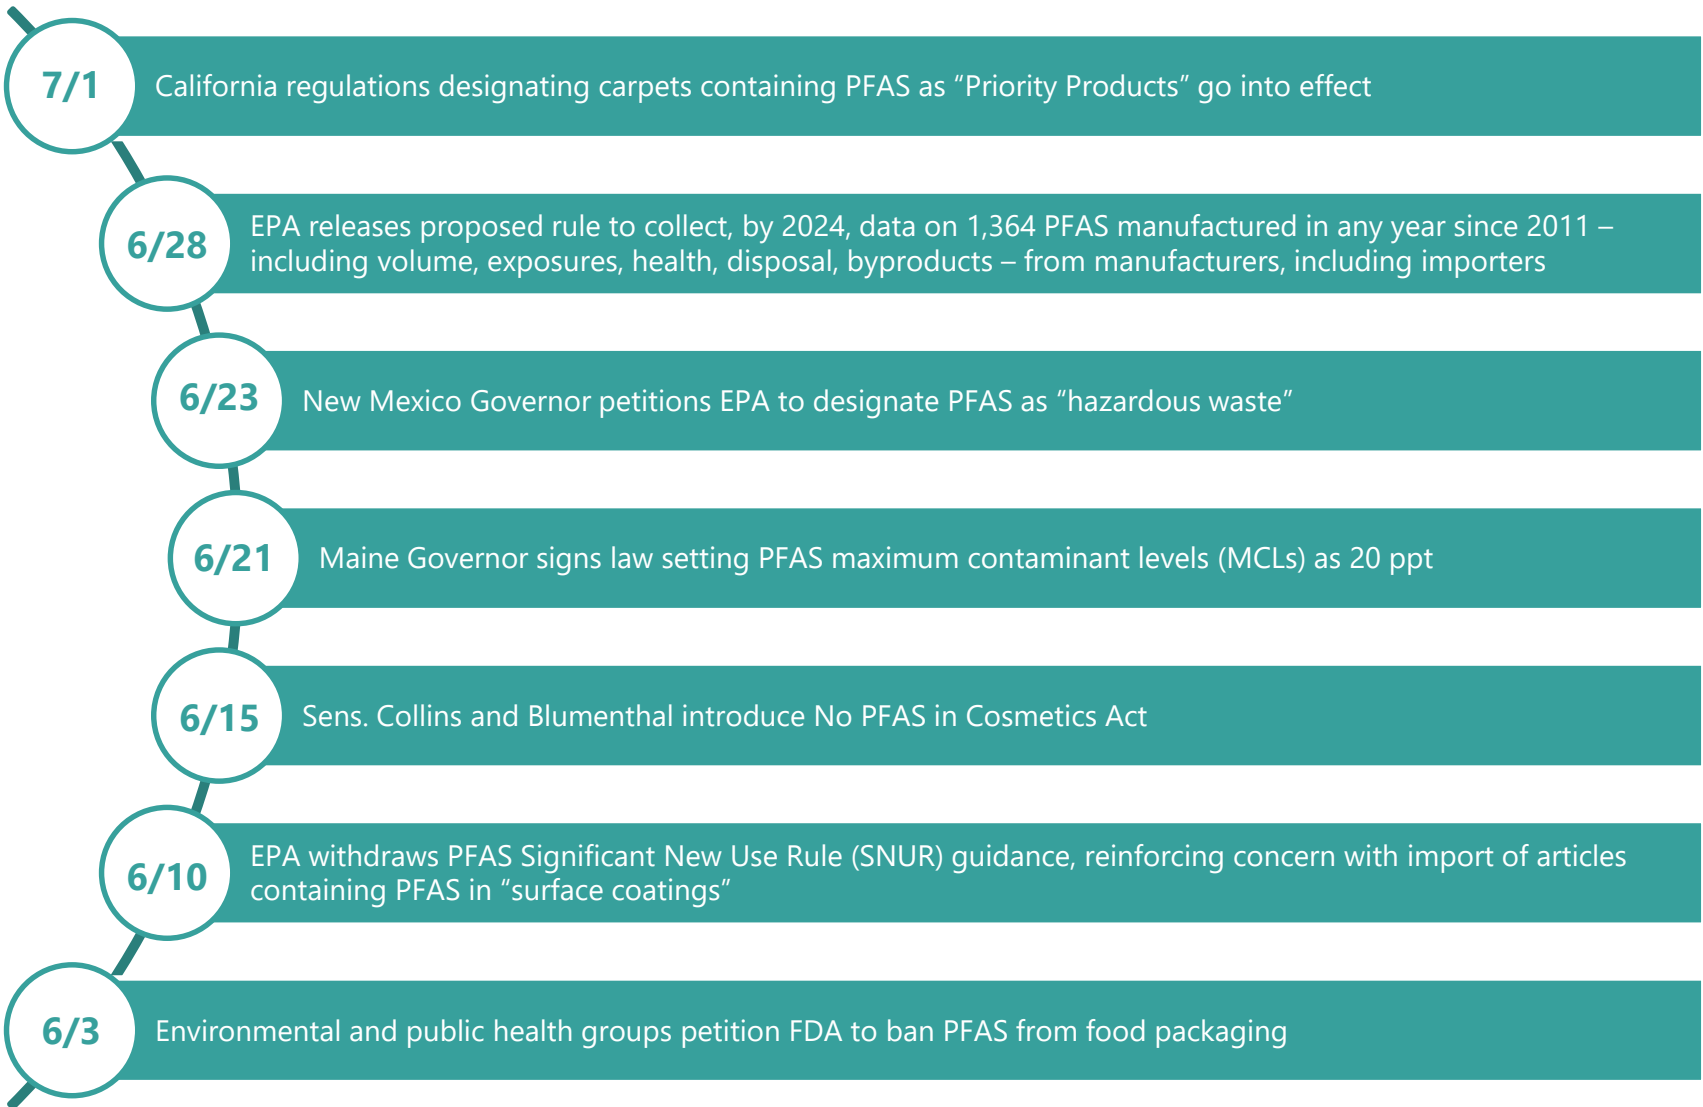 7/1
California regulations designating carpets containing PFAS as “Priority Products” go into effect
6/28
EPA releases proposed rule to collect, by 2024, data on 1,364 PFAS manufactured in any year since 2011 –
including volume, exposures, health, disposal, byproducts – from manufacturers, including importers
6/23
New Mexico Governor petitions EPA to designate PFAS as “hazardous waste”
6/21
Maine Governor signs law setting PFAS maximum contaminant levels (MCLs) as 20 ppt
6/15
Sens. Collins and Blumenthal introduce No PFAS in Cosmetics Act
6/10
EPA withdraws PFAS Significant New Use Rule (SNUR) guidance, reinforcing concern with import of articles
containing PFAS in “surface coatings”
6/3
Environmental and public health groups petition FDA to ban PFAS from food packaging